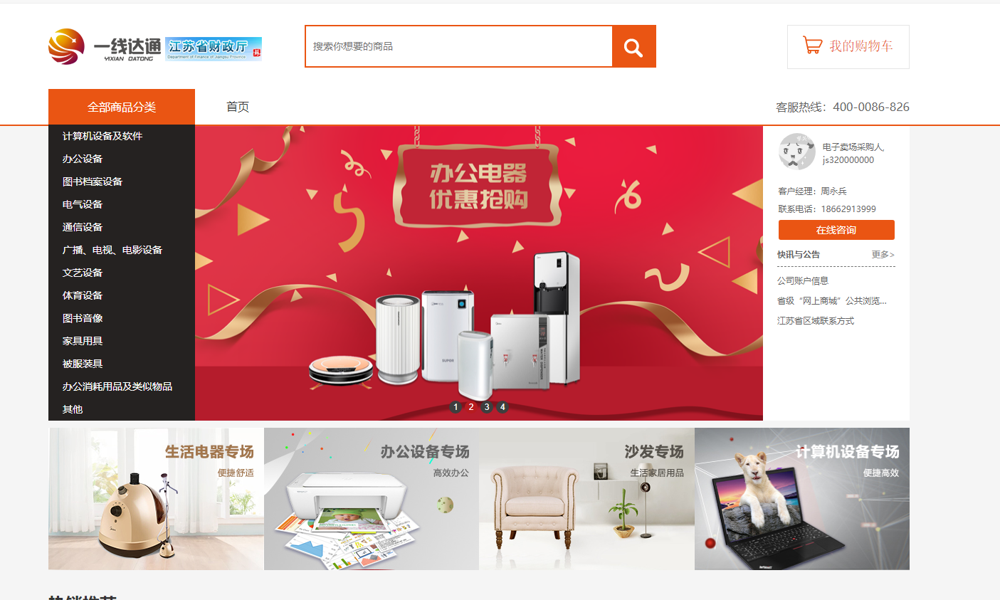 一线达通
YIXIAN DATONG
江苏省财政厅
Department of Finance of Jiangsu Province
搜索你想要的商品
我的购物车
全部商品分类
首页
客服热线：400-0086-826
计算机设备及软件
办公设备
图书档案设备
电气设备
通信设备
广播、电视、电影设备
文艺设备
体育设备
图书音像
家具用具
被服装具
办公消耗用品及类似物品
其他
办公电器
优惠抢购
SUPOR
1 2 3 4
电子卖场采购人,
js320000000
客户经理：周永兵
联系电话：18662913999
在线咨询
快讯与公告 更多>
公司账户信息
省级“网上商城”公共浏览...
江苏省区域联系方式
生活电器专场
便捷舒适
办公设备专场
高效办公
沙发专场
生活家居用品
计算机设备专场
便捷高效
热销推荐